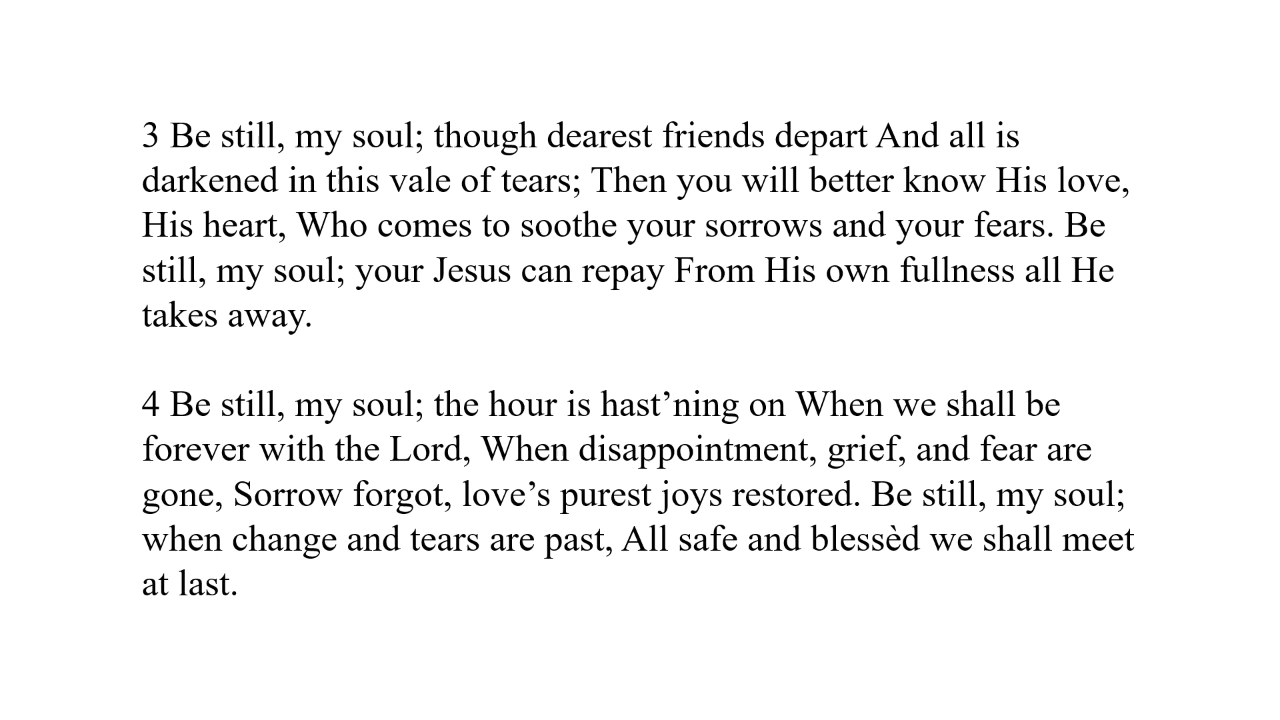 3 Be still, my soul; though dearest friends depart And all is
darkened in this vale of tears; Then you will better know His love,
His heart, Who comes to soothe your sorrows and your fears. Be
still, my soul; your Jesus can repay From His own fullness all He
takes away.
4 Be still, my soul; the hour is hast’ning on When we shall be
forever with the Lord, When disappointment, grief, and fear are
gone, Sorrow forgot, love’s purest joys restored. Be still, my soul;
when change and tears are past, All safe and blessèd we shall meet
at last.